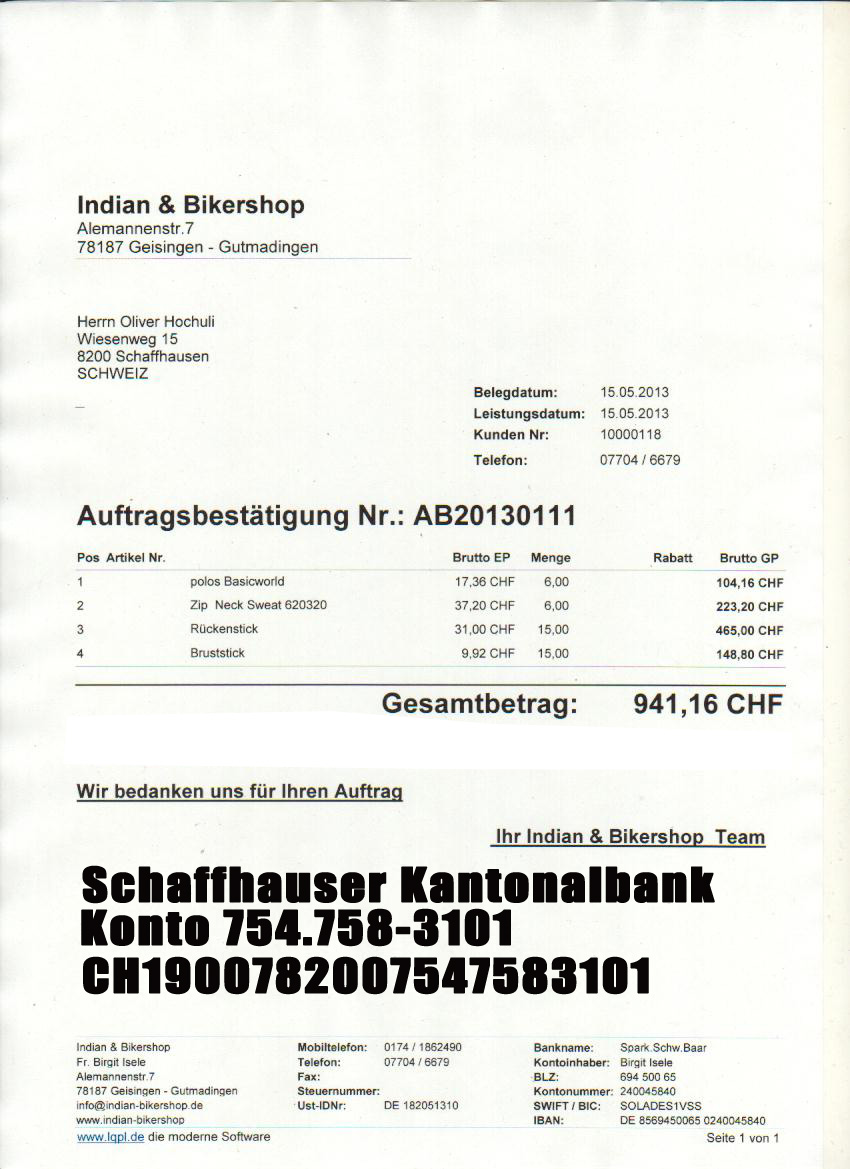 Indian & Bikershop
Alemannenstr.7
78187 Geisingen - Gutmadingen
Herrn Oliver Hochuli
Wiesenweg 15
8200 Schaffhausen
SCHWEIZ
Belegdatum: 15.05.2013
Leistungsdatum: 15.05.2013
Kunden Nr: 10000118
Telefon: 07704 / 6679
Auftragsbestätigung Nr.: AB20130111
Pos Artikel Nr. Brutto EP Menge Rabatt Brutto GP
1 polos Basicworld 17,36 CHF 6,00 104,16 CHF
2 Zip Neck Sweat 620320 37,20 CHF 6,00 223,20 CHF
3 Rückenstick 31,00 CHF 15,00 465,00 CHF
4 Bruststick 9,92 CHF 15,00 148,80 CHF
Gesamtbetrag: 941,16 CHF
Wir bedanken uns für Ihren Auftrag
Ihr Indian & Bikershop Team
Schaffhauser Kantonalbank
Konto 754.758-3101
CH1900782007547583101
Indian & Bikershop Mobiltelefon: 0174 / 1862490 Bankname: Spark.Schw.Baar
Fr. Birgit Isele Telefon: 07704 / 6679 Kontoinhaber: Birgit Isele
Alemannenstr.7 Fax: BLZ: 694 500 65
78187 Geisingen - Gutmadingen Steuernummer: Kontonummer: 240045840
info@indian-bikershop.de Ust-IDNr: DE 182051310 SWIFT / BIC: SOLADES1VSS
www.indian-bikershop IBAN: DE 8569450065 0240045840
www.lqpl.de die moderne Software Seite 1 von 1